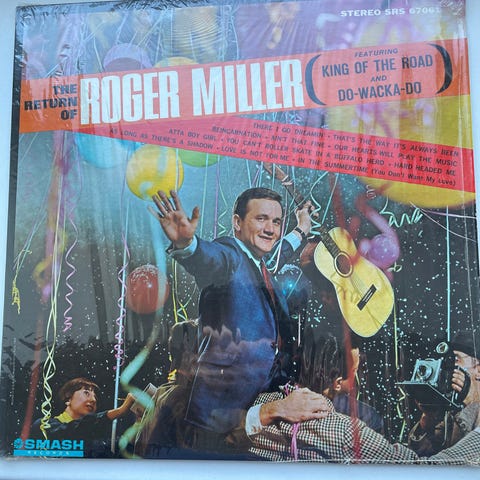 STEREO SRS 67061
THE
RETURN
OF
ROGER MILLER
FEATURING
(KING OF THE ROAD
AND
DO-WACKA-DO)
THERE I GO DREAMIN' • THAT'S THE WAY IT'S ALWAYS BEEN
ATTA BOY GIRL • REINCARNATION • AIN'T THAT FINE • OUR HEARTS WILL PLAY THE MUSIC
AS LONG AS THERE'S A SHADOW • YOU CAN'T ROLLER SKATE IN A BUFFALO HERD • HARD HEADED ME
LOVE IS NOT FOR ME • IN THE SUMMERTIME (You Don't Want My Love)
SMASH
RECORDS